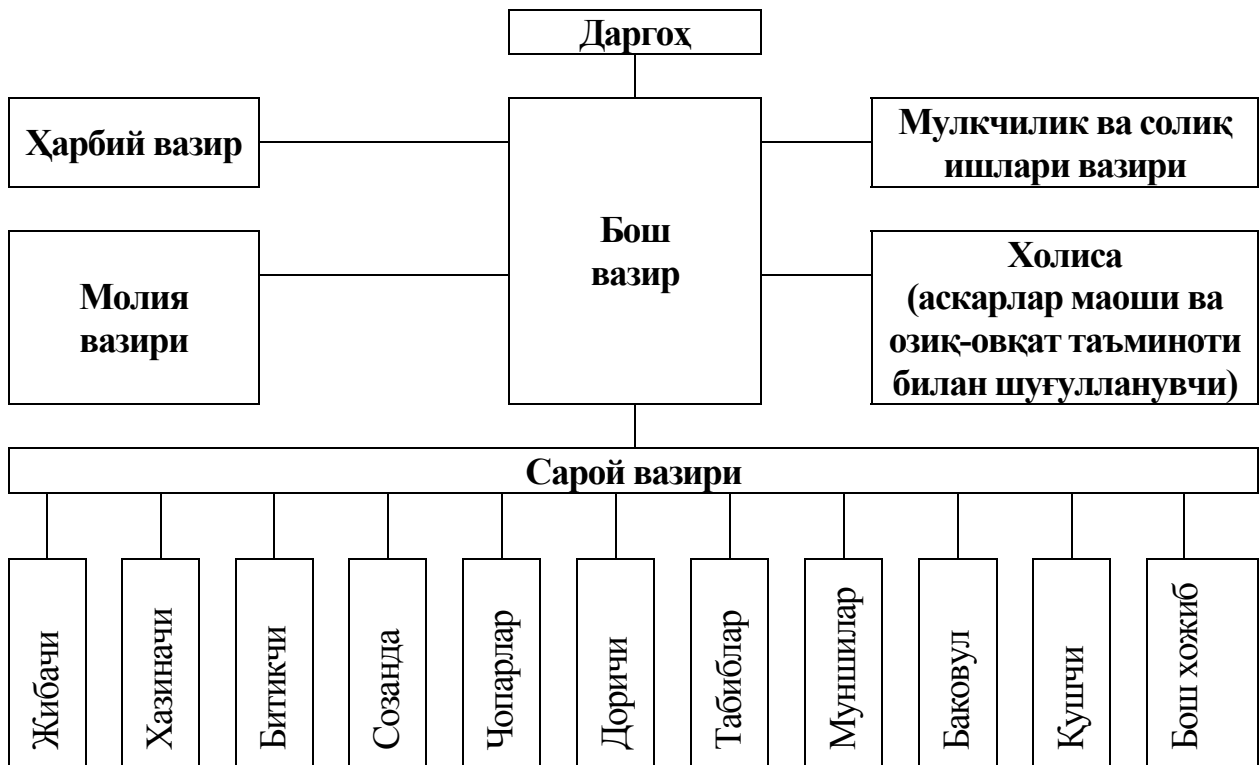 Даргоҳ
Ҳарбий вазир
Бош
вазир
Мулкчилик ва солиқ
ишлари вазири
Молия
вазири
Холиса
(аскарлар маоши ва
озиқ-овқат таъминоти
билан шуғулланувчи)
Сарой вазири
Жибачи
Хазиначи
Битикчи
Созанда
Чопарлар
Доричи
Табиблар
Муншилар
Баковул
Қушчи
Бош хожиб